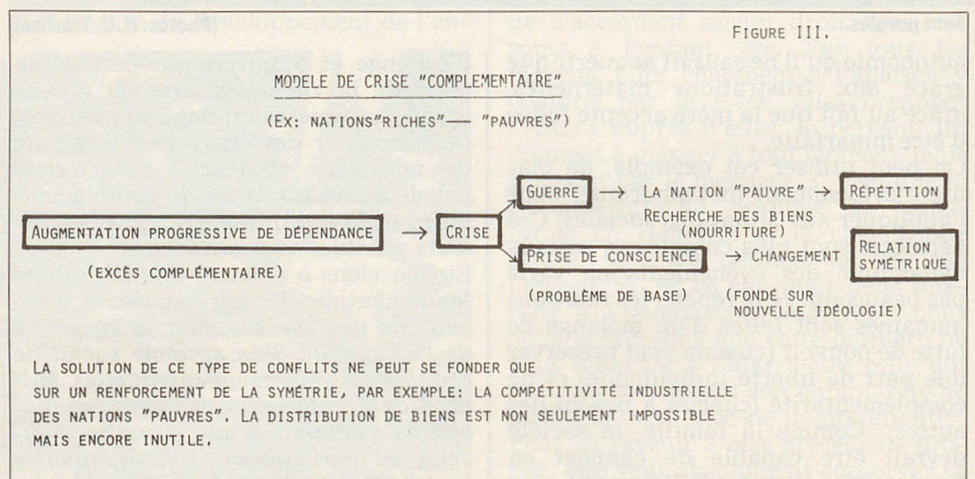 FIGURE III.
MODELE DE CRISE "COMPLEMENTAIRE"
(EX: NATIONS"RICHES"— "PAUVRES")
GUERRE → LA NATION "PAUVRE" → RÉPÉTITION
RECHERCHE DES BIENS
(NOURRITURE)
AUGMENTATION PROGRESSIVE DE DÉPENDANCE → CRISE
(EXCÈS COMPLÉMENTAIRE)
PRISE DE CONSCIENCE → CHANGEMENT
RELATION
SYMÉTRIQUE
(PROBLÈME DE BASE)
(FONDÉ SUR
NOUVELLE IDÉOLOGIE)
LA SOLUTION DE CE TYPE DE CONFLITS NE PEUT SE FONDER QUE
SUR UN RENFORCEMENT DE LA SYMÉTRIE, PAR EXEMPLE: LA COMPÉTITIVITÉ INDUSTRIELLE
DES NATIONS "PAUVRES". LA DISTRIBUTION DE BIENS EST NON SEULEMENT IMPOSSIBLE
MAIS ENCORE INUTILE.